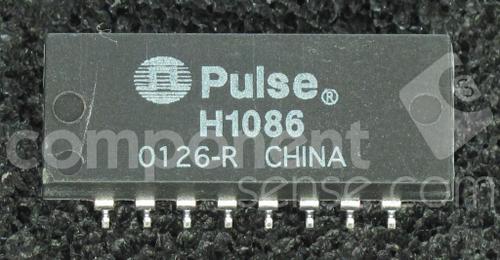 Pulse®
H1086
0126-R CHINA
component
sense.com